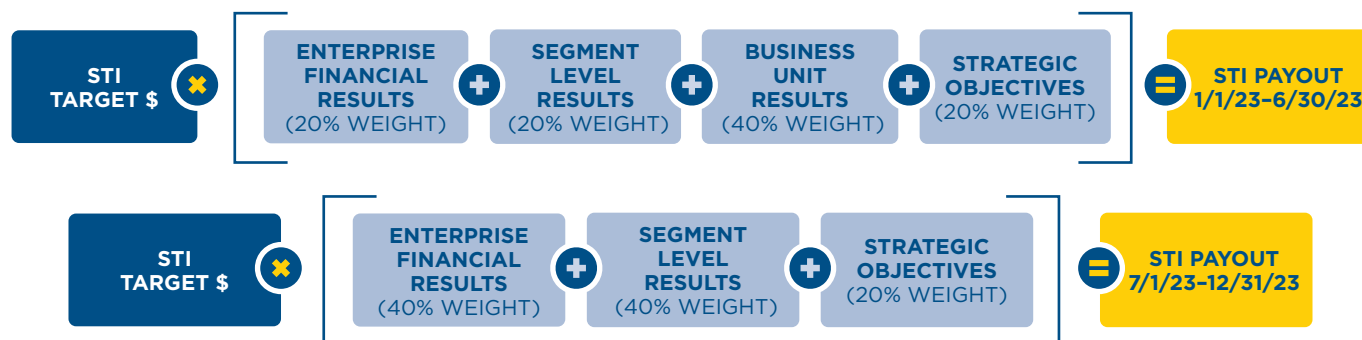 STI
TARGET $
×
ENTERPRISE
FINANCIAL
RESULTS
(20% WEIGHT)
+
SEGMENT
LEVEL
RESULTS
(20% WEIGHT)
+
BUSINESS
UNIT
RESULTS
(40% WEIGHT)
+
STRATEGIC
OBJECTIVES
(20% WEIGHT)
=
STI PAYOUT
1/1/23–6/30/23
STI
TARGET $
×
ENTERPRISE
FINANCIAL
RESULTS
(40% WEIGHT)
+
SEGMENT
LEVEL
RESULTS
(40% WEIGHT)
+
STRATEGIC
OBJECTIVES
(20% WEIGHT)
=
STI PAYOUT
7/1/23–12/31/23